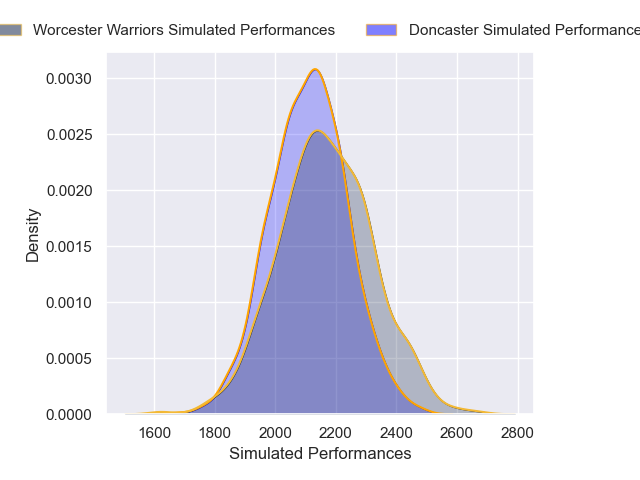 Worcester Warriors Simulated Performances
Doncaster Simulated Performance
0.0030
0.0025
0.0020
0.0015
0.0010
0.0005
0.0000
Density
1600 1800 2000 2200 2400 2600 2800
Simulated Performances